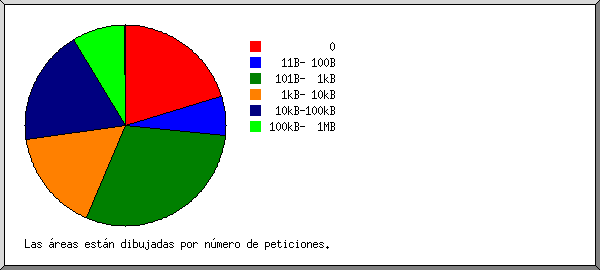 0
11B- 100B
101B- 1kB
1kB- 10kB
10kB-100kB
100kB- 1MB
Las áreas están dibujadas por número de peticiones.